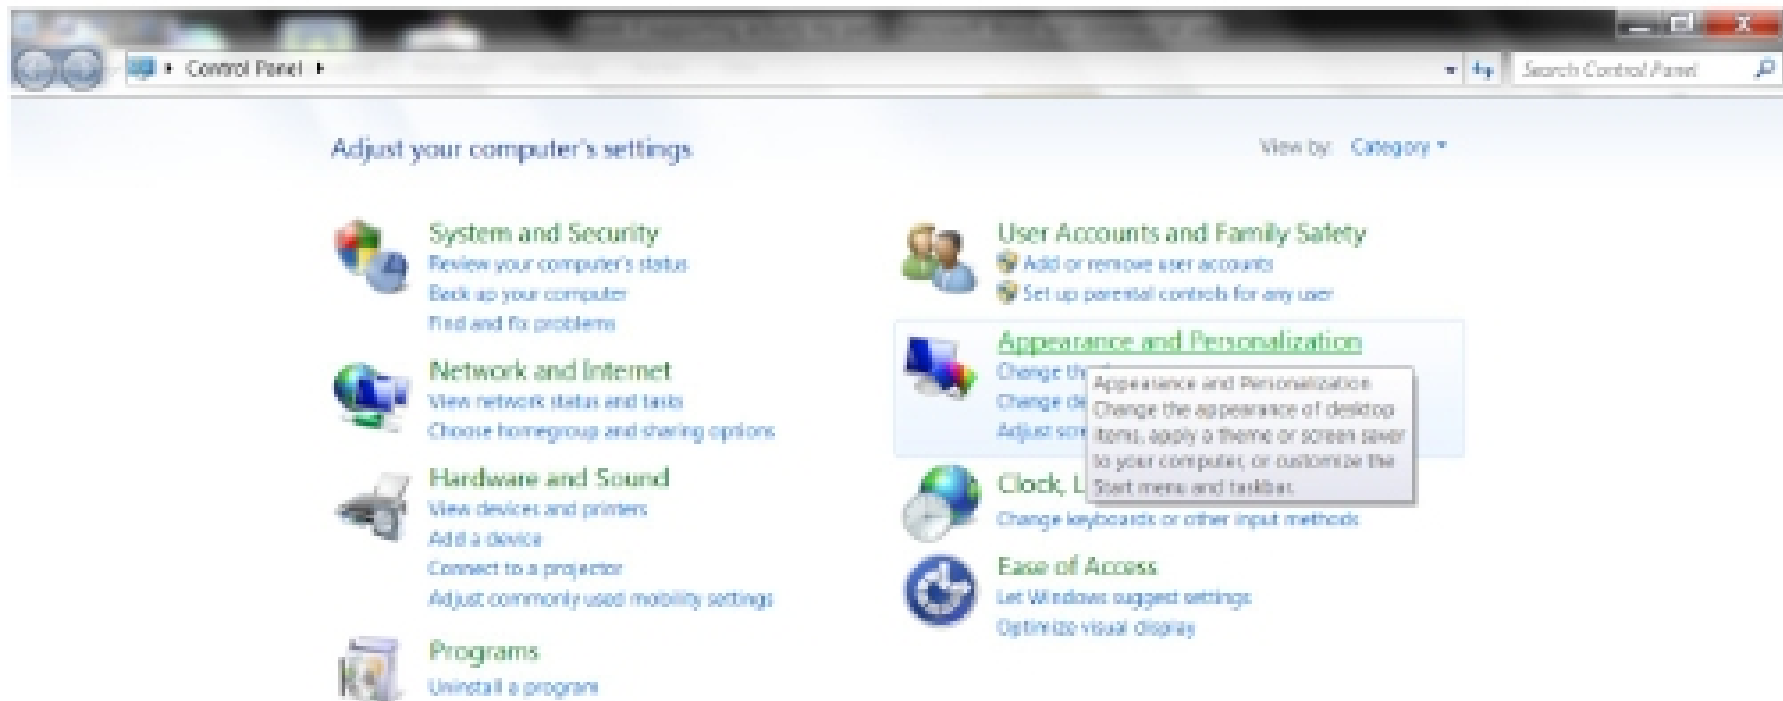 Control Panel
Search Control Panel
Adjust your computer's settings
View by: Category
System and Security
Review your computer's status
Back up your computer
Find and fix problems
Network and Internet
View network status and tasks
Choose homegroup and sharing options
Hardware and Sound
View devices and printers
Add a device
Connect to a projector
Adjust commonly used mobility settings
Programs
Uninstall a program
User Accounts and Family Safety
Add or remove user accounts
Set up parental controls for any user
Appearance and Personalization
Change th
Change de
Adjust scre
Appearance and Personalization
Change the appearance of desktop
items, apply a theme or screen saver
to your computer, or customize the
Start menu and taskbar.
Clock, L
Change keyboards or other input methods
Ease of Access
Let Windows suggest settings
Optimize visual display